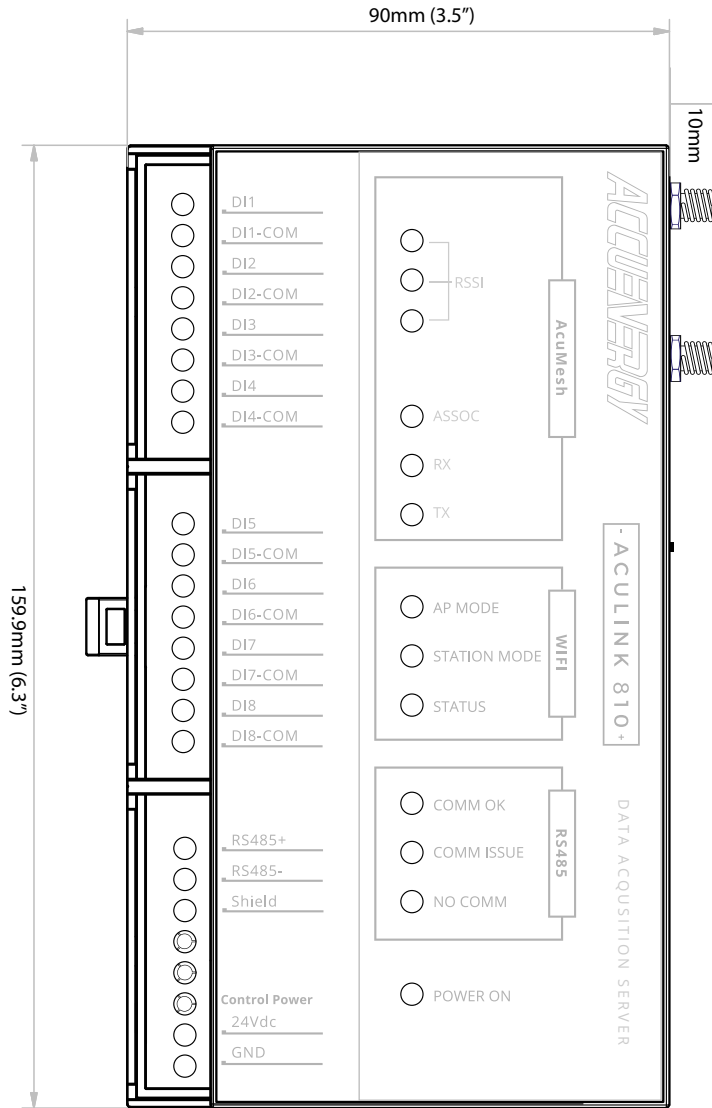 90mm (3.5”)
10mm
159.9mm (6.3”)
DI1
DI1-COM
DI2
DI2-COM
DI3
DI3-COM
DI4
DI4-COM
DI5
DI5-COM
DI6
DI6-COM
DI7
DI7-COM
DI8
DI8-COM
RS485+
RS485-
Shield
Control Power
24Vdc
GND
RSSI
ASSOC
RX
TX
AcuMesh
AP MODE
STATION MODE
STATUS
WIFI
COMM OK
COMM ISSUE
NO COMM
RS485
POWER ON
ACCUENERGY
- ACULINK 810 +
DATA ACQUSITION SERVER